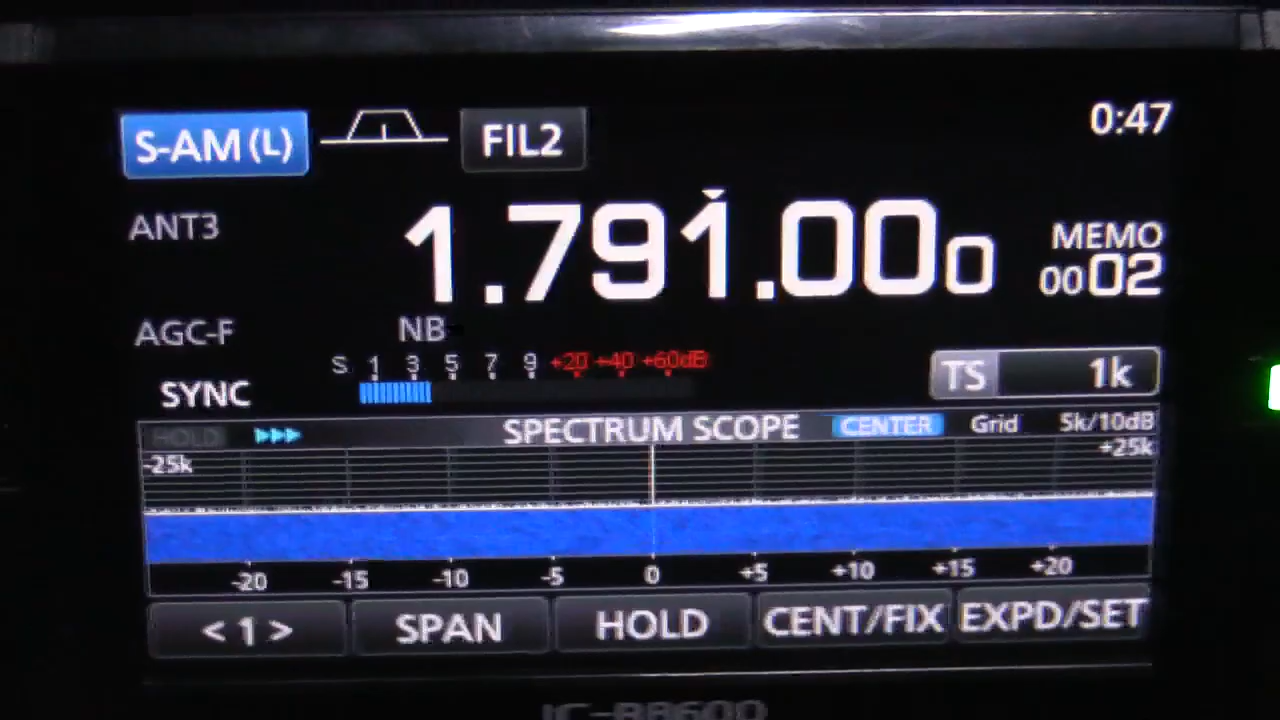 S-AM(L) FIL2 0:47
ANT3 1.791.000 MEMO
0002
AGC-F NB
S 1 3 5 7 9 +20 +40 +60dB
SYNC TS 1k
HOLD SPECTRUM SCOPE CENTER Grid 5k/10dB
-25k +25k
-20 -15 -10 -5 0 +5 +10 +15 +20
<1> SPAN HOLD CENT/FIX EXPD/SET
IC-R8600